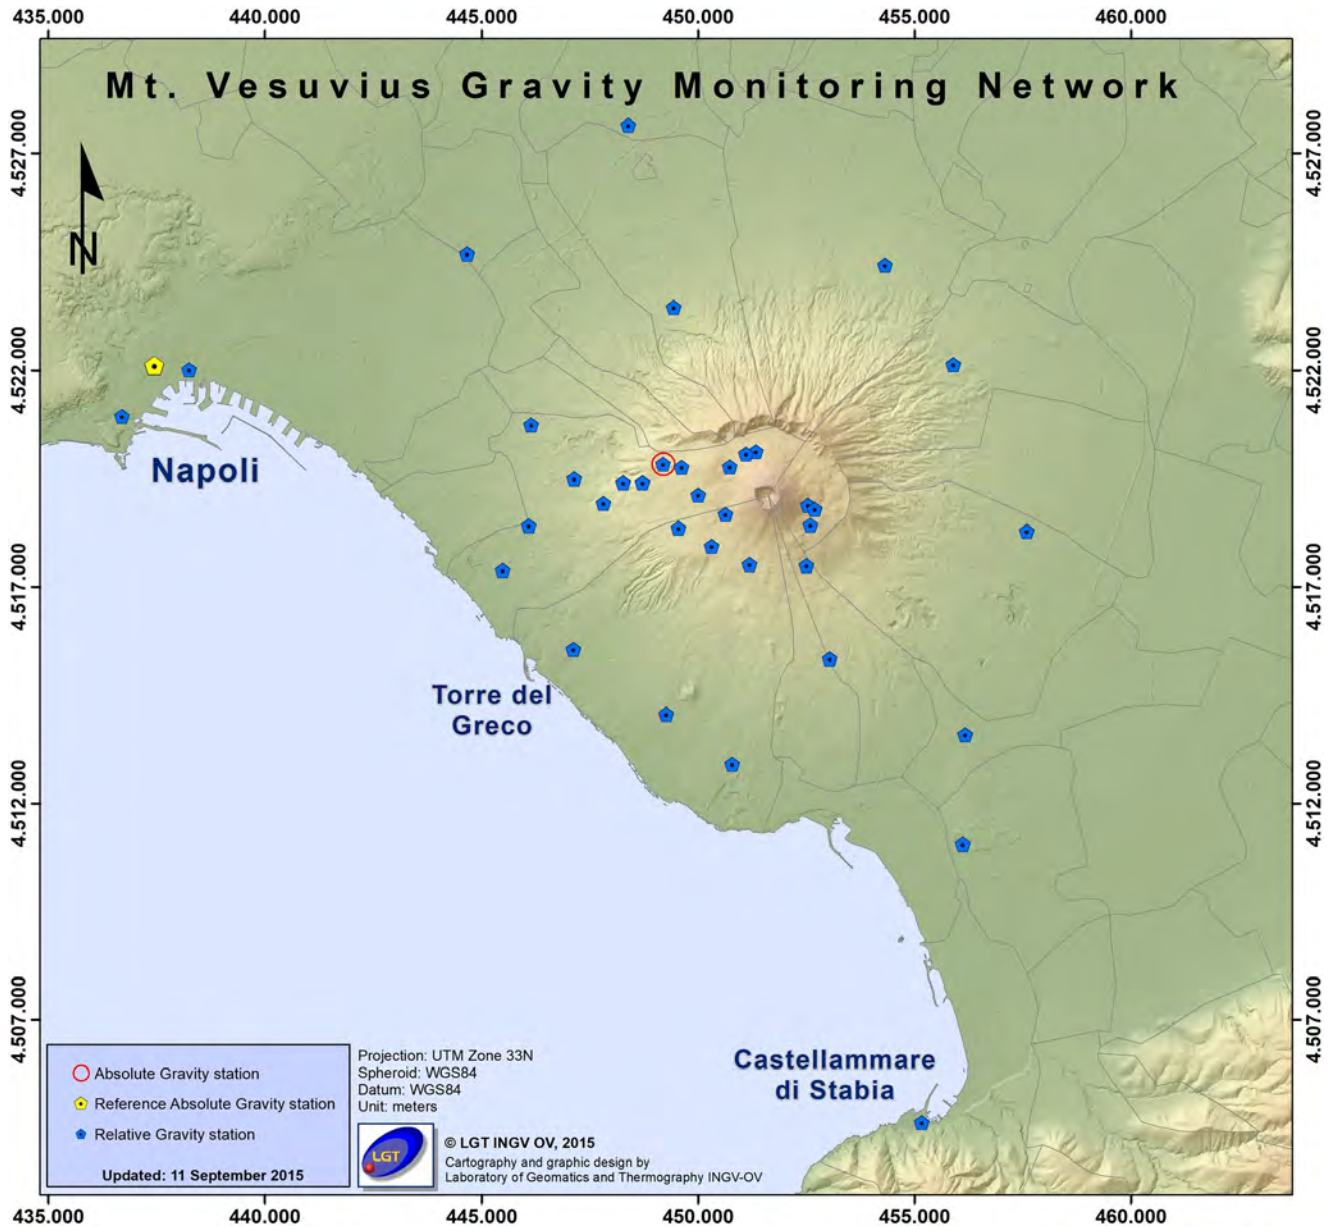 435.000 440.000 445.000 450.000 455.000 460.000
Mt. Vesuvius Gravity Monitoring Network
4.527.000 4.527.000
N
4.522.000 4.522.000
Napoli
4.517.000 4.517.000
Torre del
Greco
4.512.000 4.512.000
4.507.000 4.507.000
Castellammare
di Stabia
Absolute Gravity station
Reference Absolute Gravity station
Relative Gravity station
Updated: 11 September 2015
Projection: UTM Zone 33N
Spheroid: WGS84
Datum: WGS84
Unit: meters
LGT
© LGT INGV OV, 2015
Cartography and graphic design by
Laboratory of Geomatics and Thermography INGV-OV
435.000 440.000 445.000 450.000 455.000 460.000